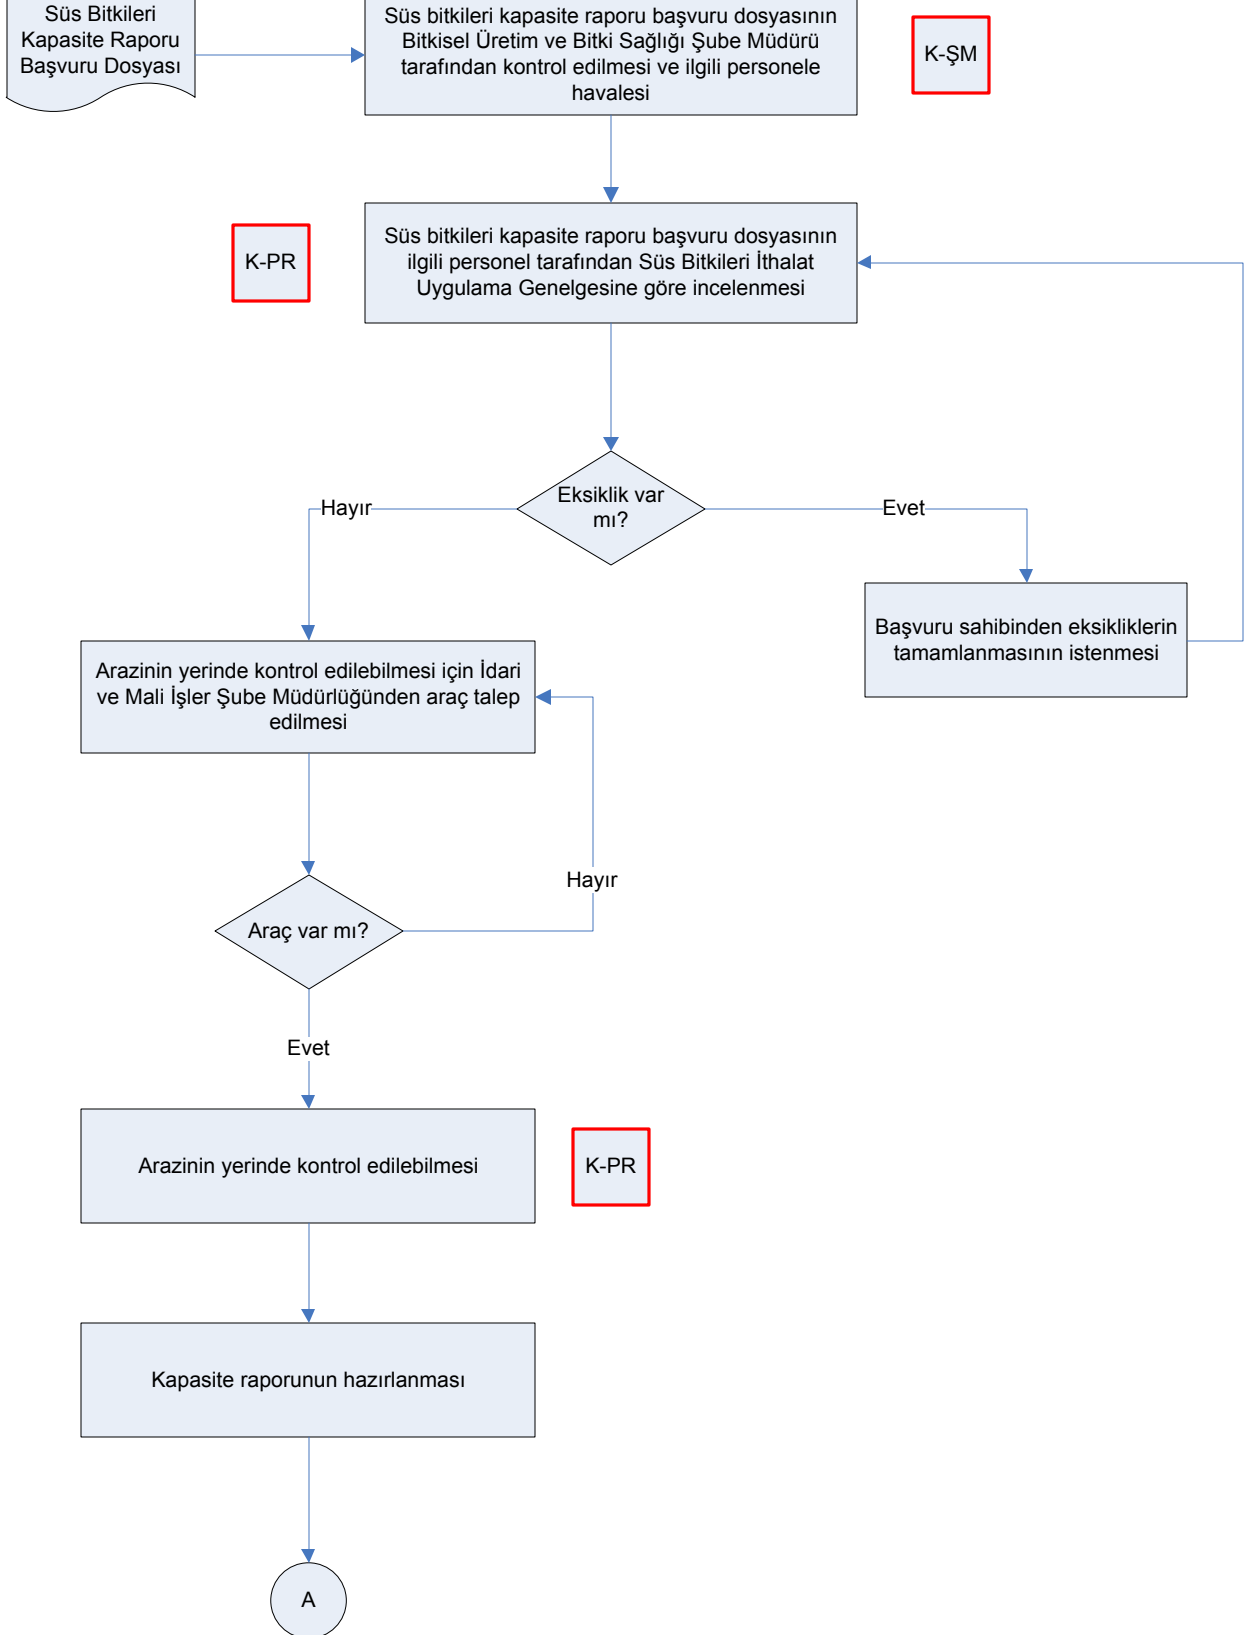 Süs Bitkileri
Kapasite Raporu
Başvuru Dosyası
Süs bitkileri kapasite raporu başvuru dosyasının
Bitkisel Üretim ve Bitki Sağlığı Şube Müdürü
tarafından kontrol edilmesi ve ilgili personele
havalesi
K-ŞM
K-PR
Süs bitkileri kapasite raporu başvuru dosyasının
ilgili personel tarafından Süs Bitkileri İthalat
Uygulama Genelgesine göre incelenmesi
Hayır
Eksiklik var
mı?
Evet
Başvuru sahibinden eksikliklerin
tamamlanmasının istenmesi
Arazinin yerinde kontrol edilebilmesi için İdari
ve Mali İşler Şube Müdürlüğünden araç talep
edilmesi
Hayır
Araç var mı?
Evet
Arazinin yerinde kontrol edilebilmesi
K-PR
Kapasite raporunun hazırlanması
A